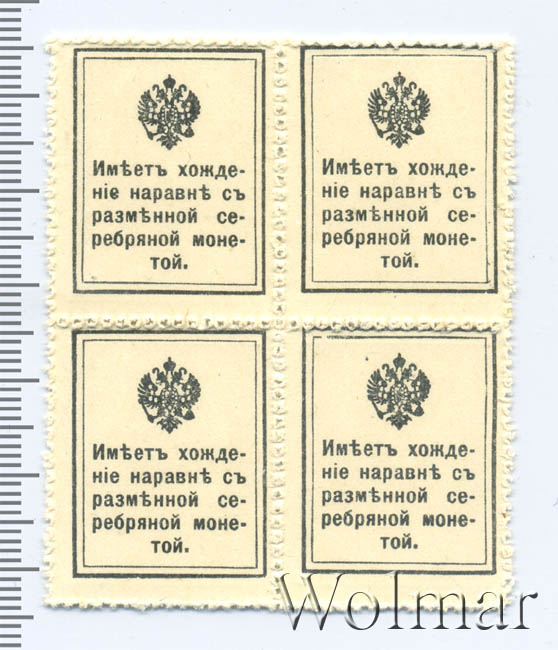 Имѣетъ хожде-
ніе наравнѣ съ
размѣнной се-
ребряной моне-
той.
Имѣетъ хожде-
ніе наравнѣ съ
размѣнной се-
ребряной моне-
той.
Имѣетъ хожде-
ніе наравнѣ съ
размѣнной се-
ребряной моне-
той.
Имѣетъ хожде-
ніе наравнѣ съ
размѣнной се-
ребряной моне-
той.
Wolmar